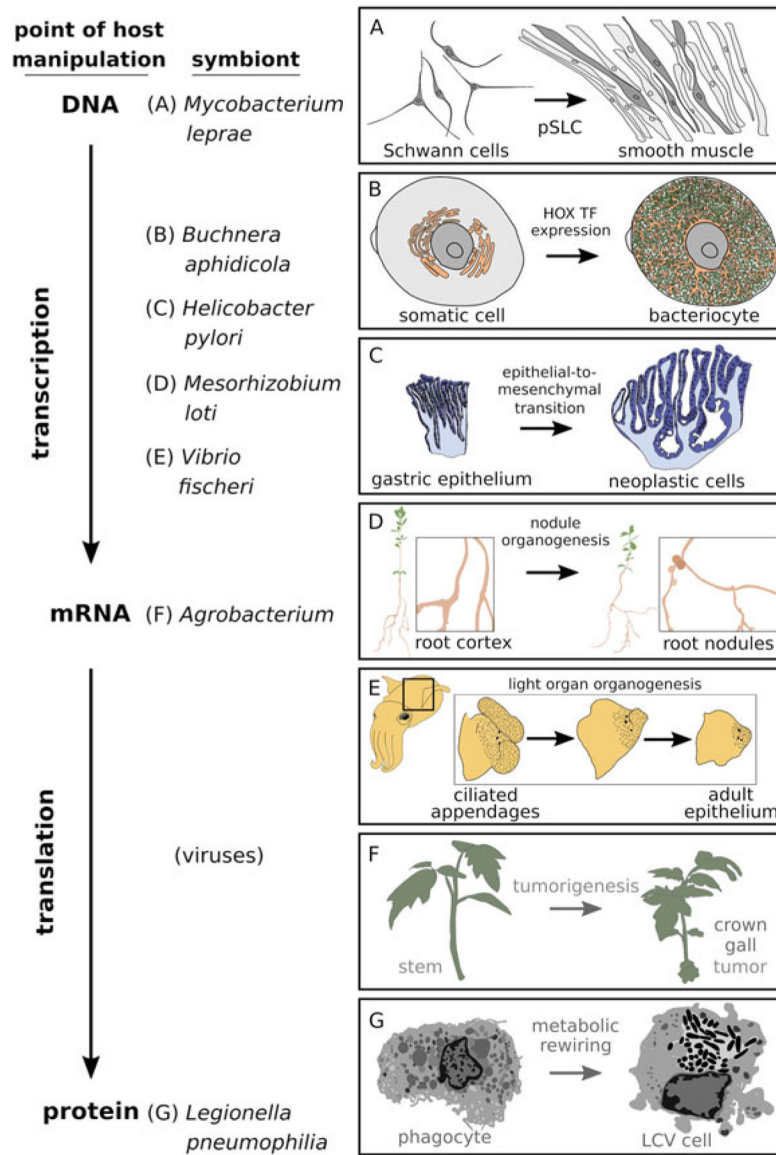 point of host
manipulation
symbiont
DNA
(A) Mycobacterium
leprae
transcription
(B) Buchnera
aphidicola
(C) Helicobacter
pylori
(D) Mesorhizobium
loti
(E) Vibrio
fischeri
mRNA
(F) Agrobacterium
translation
(viruses)
protein
(G) Legionella
pneumophilia
A
Schwann cells
pSLC
smooth muscle
B
HOX TF
expression
somatic cell
bacteriocyte
C
epithelial-to-
mesenchymal
transition
gastric epithelium
neoplastic cells
D
nodule
organogenesis
root cortex
root nodules
E
light organ organogenesis
ciliated
appendages
adult
epithelium
F
tumorigenesis
stem
crown
gall
tumor
G
metabolic
rewiring
phagocyte
LCV cell